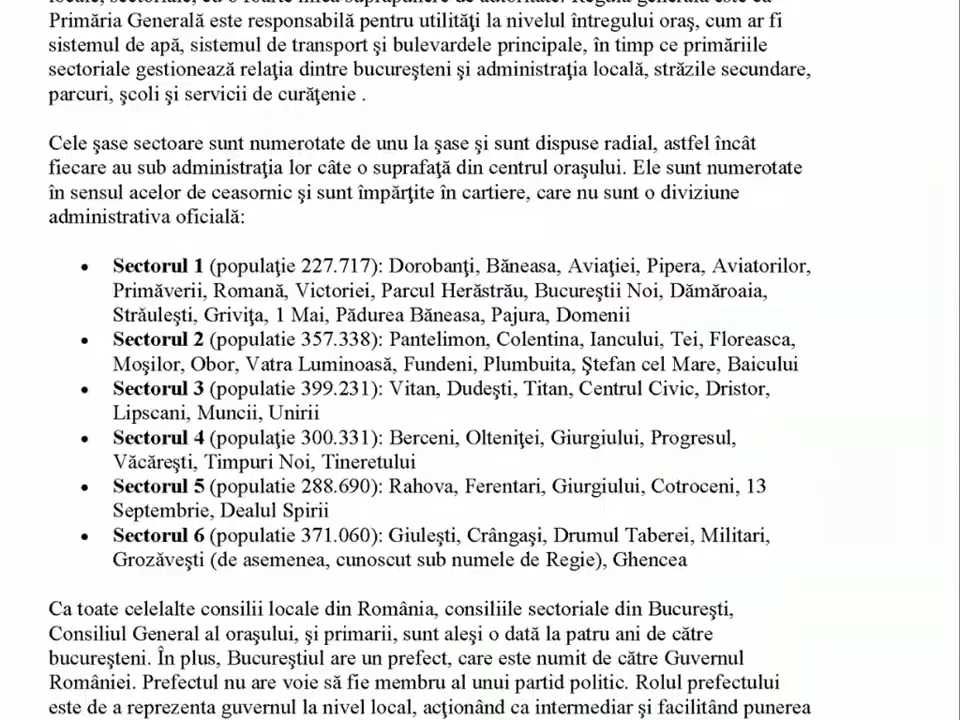 Primăria Generală este responsabilă pentru utilităţi la nivelul întregului oraş, cum ar fi
sistemul de apă, sistemul de transport şi bulevardele principale, în timp ce primăriile
sectoriale gestionează relaţia dintre bucureşteni şi administraţia locală, străzile secundare,
parcuri, şcoli şi servicii de curăţenie .
Cele şase sectoare sunt numerotate de unu la şase şi sunt dispuse radial, astfel încât
fiecare au sub administraţia lor câte o suprafaţă din centrul oraşului. Ele sunt numerotate
în sensul acelor de ceasornic şi sunt împărţite în cartiere, care nu sunt o diviziune
administrativa oficială:
• Sectorul 1 (populaţie 227.717): Dorobanţi, Băneasa, Aviaţiei, Pipera, Aviatorilor,
Primăverii, Romană, Victoriei, Parcul Herăstrău, Bucureştii Noi, Dămăroaia,
Străuleşti, Griviţa, 1 Mai, Pădurea Băneasa, Pajura, Domenii
• Sectorul 2 (populatie 357.338): Pantelimon, Colentina, Iancului, Tei, Floreasca,
Moşilor, Obor, Vatra Luminoasă, Fundeni, Plumbuita, Ştefan cel Mare, Baicului
• Sectorul 3 (populatie 399.231): Vitan, Dudeşti, Titan, Centrul Civic, Dristor,
Lipscani, Muncii, Unirii
• Sectorul 4 (populaţie 300.331): Berceni, Olteniţei, Giurgiului, Progresul,
Văcăreşti, Timpuri Noi, Tineretului
• Sectorul 5 (populatie 288.690): Rahova, Ferentari, Giurgiului, Cotroceni, 13
Septembrie, Dealul Spirii
• Sectorul 6 (populatie 371.060): Giuleşti, Crângaşi, Drumul Taberei, Militari,
Grozăveşti (de asemenea, cunoscut sub numele de Regie), Ghencea
Ca toate celelalte consilii locale din România, consiliile sectoriale din Bucureşti,
Consiliul General al oraşului, şi primarii, sunt aleşi o dată la patru ani de către
bucureşteni. În plus, Bucureştiul are un prefect, care este numit de către Guvernul
României. Prefectul nu are voie să fie membru al unui partid politic. Rolul prefectului
este de a reprezenta guvernul la nivel local, acţionând ca intermediar şi facilitând punerea